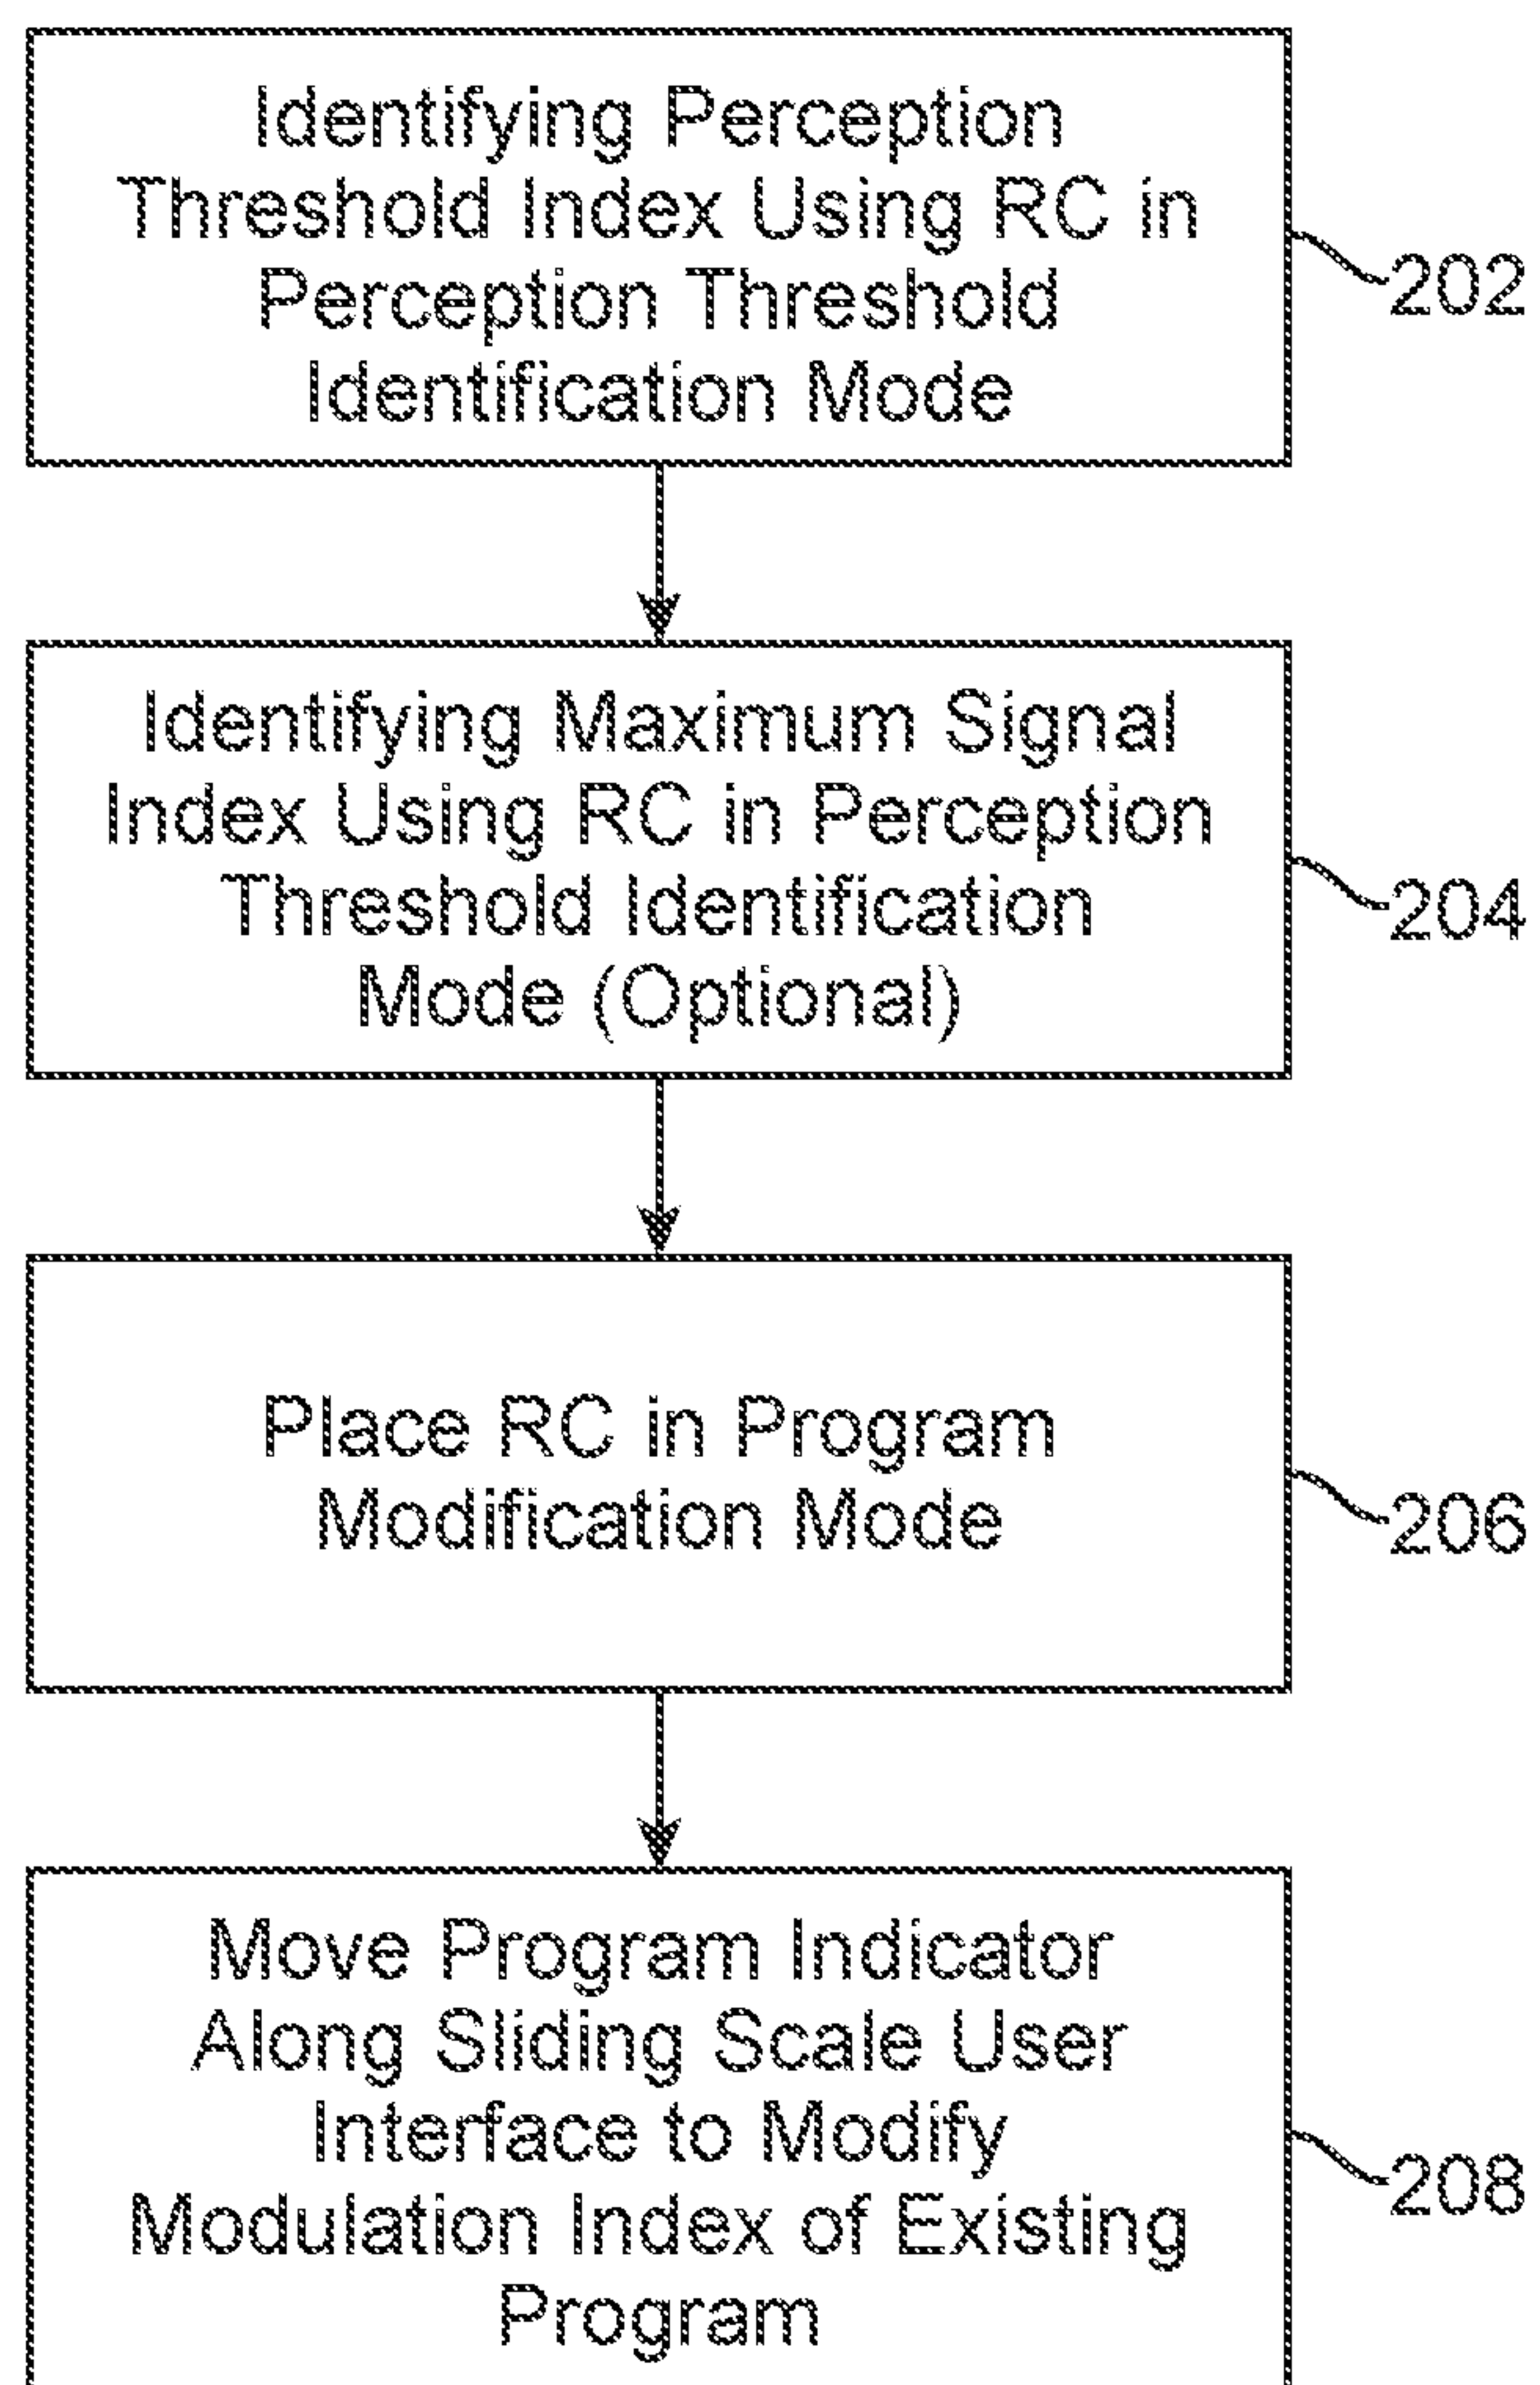 Identifying Perception
Threshold Index Using RC in
Perception Threshold
Identification Mode
202
Identifying Maximum Signal
Index Using RC in Perception
Threshold Identification
Mode (Optional)
204
Place RC in Program
Modification Mode
206
Move Program Indicator
Along Sliding Scale User
Interface to Modify
Modulation Index of Existing
Program
208